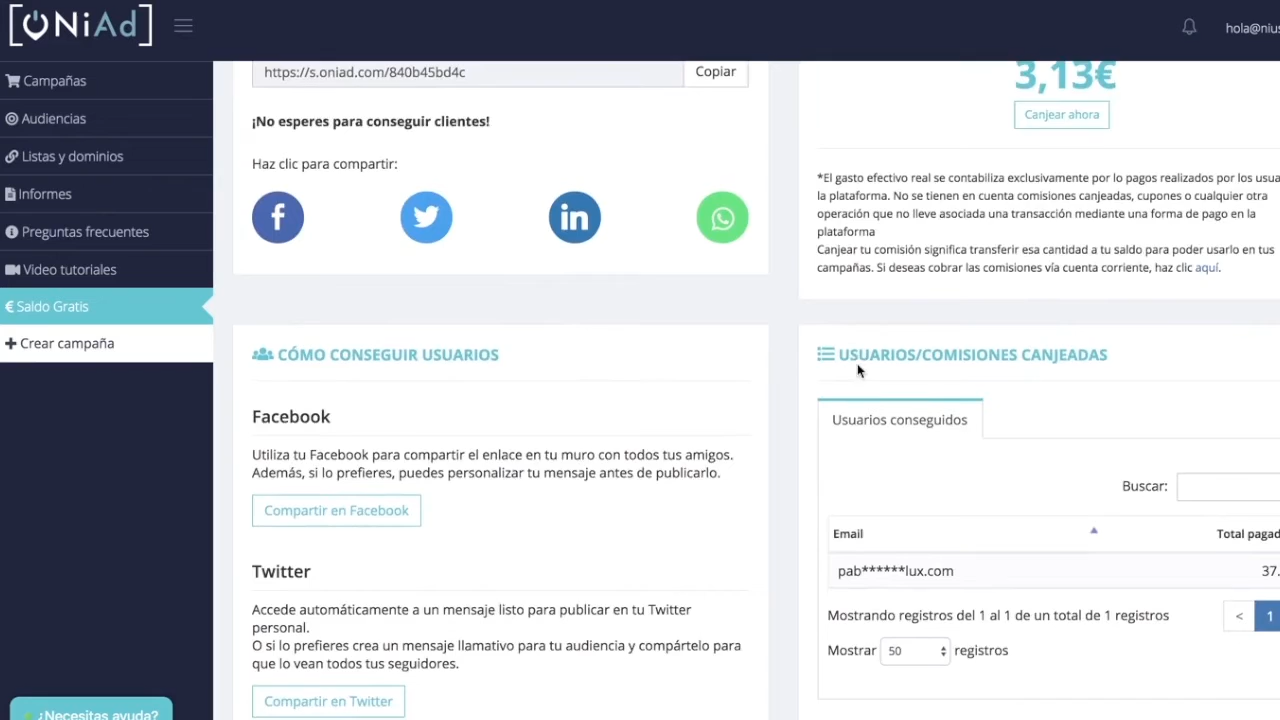 ONiAd
hola@nius
Campañas
Audiencias
Listas y dominios
Informes
Preguntas frecuentes
Video tutoriales
€ Saldo Gratis
+ Crear campaña
¿Necesitas ayuda?
https://s.oniad.com/840b45bd4c
Copiar
¡No esperes para conseguir clientes!
Haz clic para compartir:
3,13€
Canjear ahora
*El gasto efectivo real se contabiliza exclusivamente por lo pagos realizados por los usua
la plataforma. No se tienen en cuenta comisiones canjeadas, cupones o cualquier otra
operación que no lleve asociada una transacción mediante una forma de pago en la
plataforma
Canjear tu comisión significa transferir esa cantidad a tu saldo para poder usarlo en tus
campañas. Si deseas cobrar las comisiones vía cuenta corriente, haz clic aquí.
CÓMO CONSEGUIR USUARIOS
Facebook
Utiliza tu Facebook para compartir el enlace en tu muro con todos tus amigos.
Además, si lo prefieres, puedes personalizar tu mensaje antes de publicarlo.
Compartir en Facebook
Twitter
Accede automáticamente a un mensaje listo para publicar en tu Twitter
personal.
O si lo prefieres crea un mensaje llamativo para tu audiencia y compártelo para
que lo vean todos tus seguidores.
Compartir en Twitter
USUARIOS/COMISIONES CANJEADAS
Usuarios conseguidos
Buscar:
Email Total pagad
pab******lux.com 37.
Mostrando registros del 1 al 1 de un total de 1 registros
< 1
Mostrar 50 registros